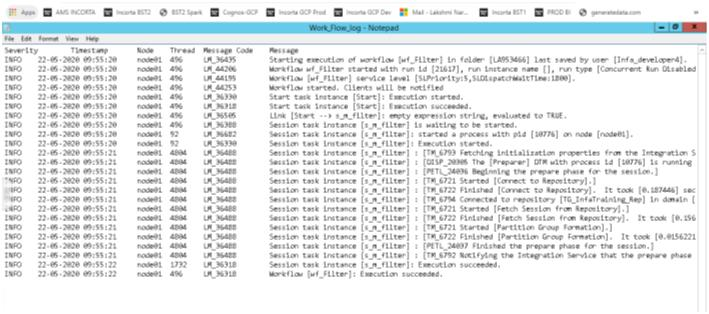 Apps AMS INCORTA Incorta BST2 BST2 Spark Cognos-GCP Incorta GCP Prod Incorta GCP Dev Mail - Lakshmi Nar... Incorta BST1 PROD BI generatedata.com
Work_Flow_log - Notepad
File Edit Format View Help
Severity Timestamp Node Thread Message Code Message
INFO 22-05-2020 09:55:20 node01 496 LM_36435 Starting execution of workflow [wf_Filter] in folder [LA953466] last saved by user [Infa_developer4].
INFO 22-05-2020 09:55:20 node01 496 LM_44206 Workflow wf_Filter started with run id [21617], run instance name [], run type [Concurrent Run Disabled
INFO 22-05-2020 09:55:20 node01 496 LM_44195 Workflow [wf_Filter] service level [SLPriority:5,SLDispatchWaitTime:1800].
INFO 22-05-2020 09:55:20 node01 496 LM_44253 Workflow started. Clients will be notified
INFO 22-05-2020 09:55:20 node01 496 LM_36330 Start task instance [Start]: Execution started.
INFO 22-05-2020 09:55:20 node01 496 LM_36318 Start task instance [Start]: Execution succeeded.
INFO 22-05-2020 09:55:20 node01 496 LM_36505 Link [Start --> s_m_filter]: empty expression string, evaluated to TRUE.
INFO 22-05-2020 09:55:20 node01 496 LM_36388 Session task instance [s_m_filter] is waiting to be started.
INFO 22-05-2020 09:55:20 node01 92 LM_36682 Session task instance [s_m_filter]: started a process with pid [10776] on node [node01].
INFO 22-05-2020 09:55:20 node01 92 LM_36330 Session task instance [s_m_filter]: Execution started.
INFO 22-05-2020 09:55:21 node01 4804 LM_36488 Session task instance [s_m_filter] : [TM_6793 Fetching initialization properties from the Integration S
INFO 22-05-2020 09:55:21 node01 4804 LM_36488 Session task instance [s_m_filter] : [DISP_20305 The [Preparer] DTM with process id [10776] is running
INFO 22-05-2020 09:55:21 node01 4804 LM_36488 Session task instance [s_m_filter] : [PETL_24036 Beginning the prepare phase for the session.]
INFO 22-05-2020 09:55:21 node01 4804 LM_36488 Session task instance [s_m_filter] : [TM_6721 Started [Connect to Repository].]
INFO 22-05-2020 09:55:21 node01 4804 LM_36488 Session task instance [s_m_filter] : [TM_6722 Finished [Connect to Repository]. It took [0.187446] sec
INFO 22-05-2020 09:55:21 node01 4804 LM_36488 Session task instance [s_m_filter] : [TM_6794 Connected to repository [TG_InfaTraining_Rep] in domain [
INFO 22-05-2020 09:55:21 node01 4804 LM_36488 Session task instance [s_m_filter] : [TM_6721 Started [Fetch Session from Repository].]
INFO 22-05-2020 09:55:21 node01 4804 LM_36488 Session task instance [s_m_filter] : [TM_6722 Finished [Fetch Session from Repository]. It took [0.156
INFO 22-05-2020 09:55:21 node01 4804 LM_36488 Session task instance [s_m_filter] : [TM_6721 Started [Partition Group Formation].]
INFO 22-05-2020 09:55:21 node01 4804 LM_36488 Session task instance [s_m_filter] : [TM_6722 Finished [Partition Group Formation]. It took [0.0156221
INFO 22-05-2020 09:55:21 node01 4804 LM_36488 Session task instance [s_m_filter] : [PETL_24037 Finished the prepare phase for the session.]
INFO 22-05-2020 09:55:21 node01 4804 LM_36488 Session task instance [s_m_filter] : [TM_6792 Notifying the Integration Service that the prepare phase
INFO 22-05-2020 09:55:22 node01 1732 LM_36318 Session task instance [s_m_filter]: Execution succeeded.
INFO 22-05-2020 09:55:22 node01 496 LM_36318 Workflow [wf_Filter]: Execution succeeded.